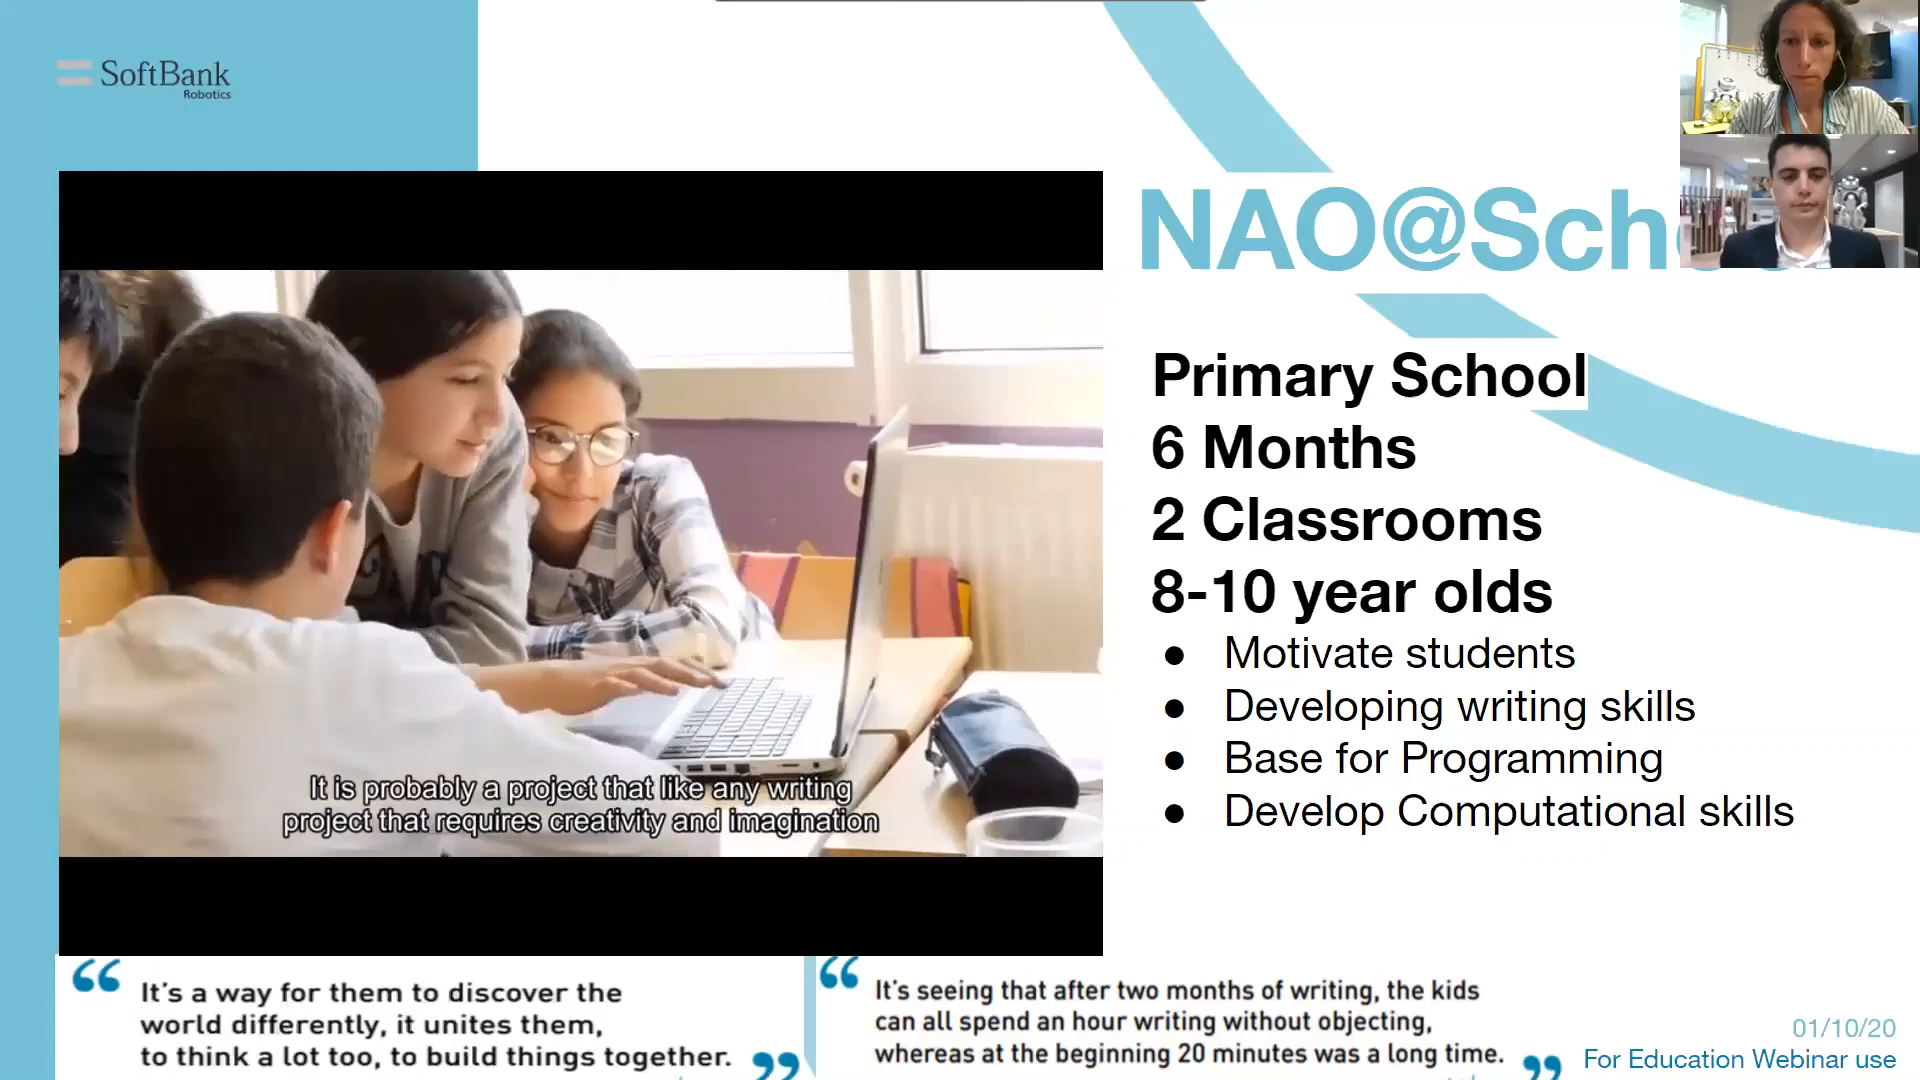 SoftBank
Robotics
NAO@Sch
Primary School
6 Months
2 Classrooms
8-10 year olds
● Motivate students
● Developing writing skills
● Base for Programming
● Develop Computational skills
It is probably a project that like any writing
project that requires creativity and imagination
“ It's a way for them to discover the
world differently, it unites them,
to think a lot too, to build things together. ”
“ It's seeing that after two months of writing, the kids
can all spend an hour writing without objecting,
whereas at the beginning 20 minutes was a long time. ”
01/10/20
For Education Webinar use